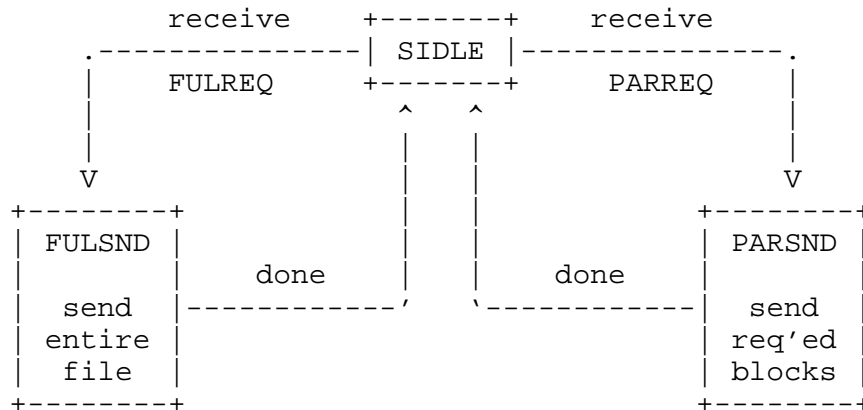 receive +-------+ receive
.---------------| SIDLE |---------------.
| FULREQ +-------+ PARREQ |
| ^ ^ |
| | | |
| | | |
V | | V
+--------+ | | +--------+
| FULSND | | | | PARSND |
| | done | | done | |
| send |------------' `------------| send |
| entire | | req'ed |
| file | | blocks |
+--------+ +--------+